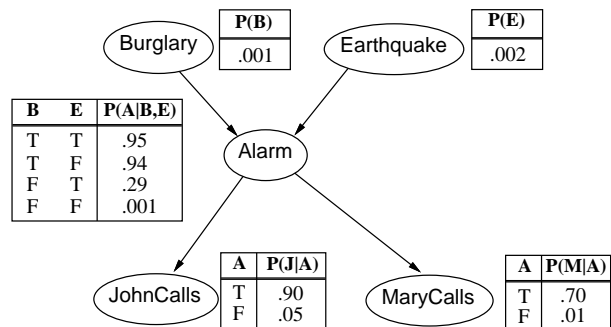 Burglary
P(B)
.001
Earthquake
P(E)
.002
B E P(A|B,E)
T T .95
T F .94
F T .29
F F .001
Alarm
JohnCalls
A P(J|A)
T .90
F .05
MaryCalls
A P(M|A)
T .70
F .01